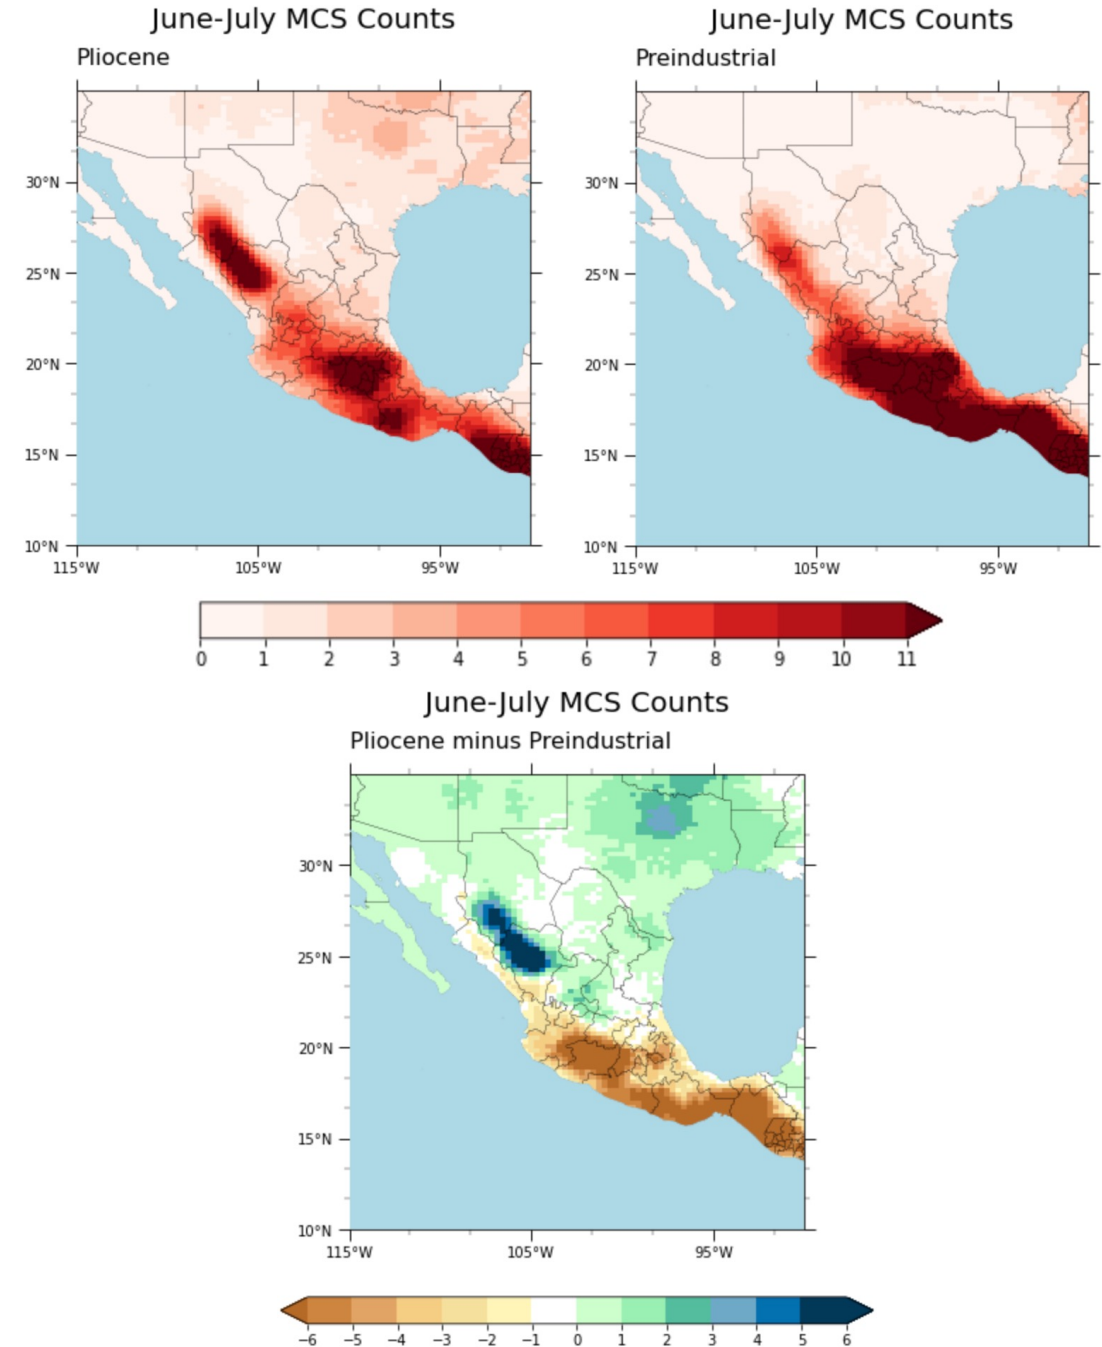 June-July MCS Counts
Pliocene
30°N
25°N
20°N
15°N
10°N
115°W 105°W 95°W
June-July MCS Counts
Preindustrial
30°N
25°N
20°N
15°N
10°N
115°W 105°W 95°W
0 1 2 3 4 5 6 7 8 9 10 11
June-July MCS Counts
Pliocene minus Preindustrial
30°N
25°N
20°N
15°N
10°N
115°W 105°W 95°W
−6 −5 −4 −3 −2 −1 0 1 2 3 4 5 6